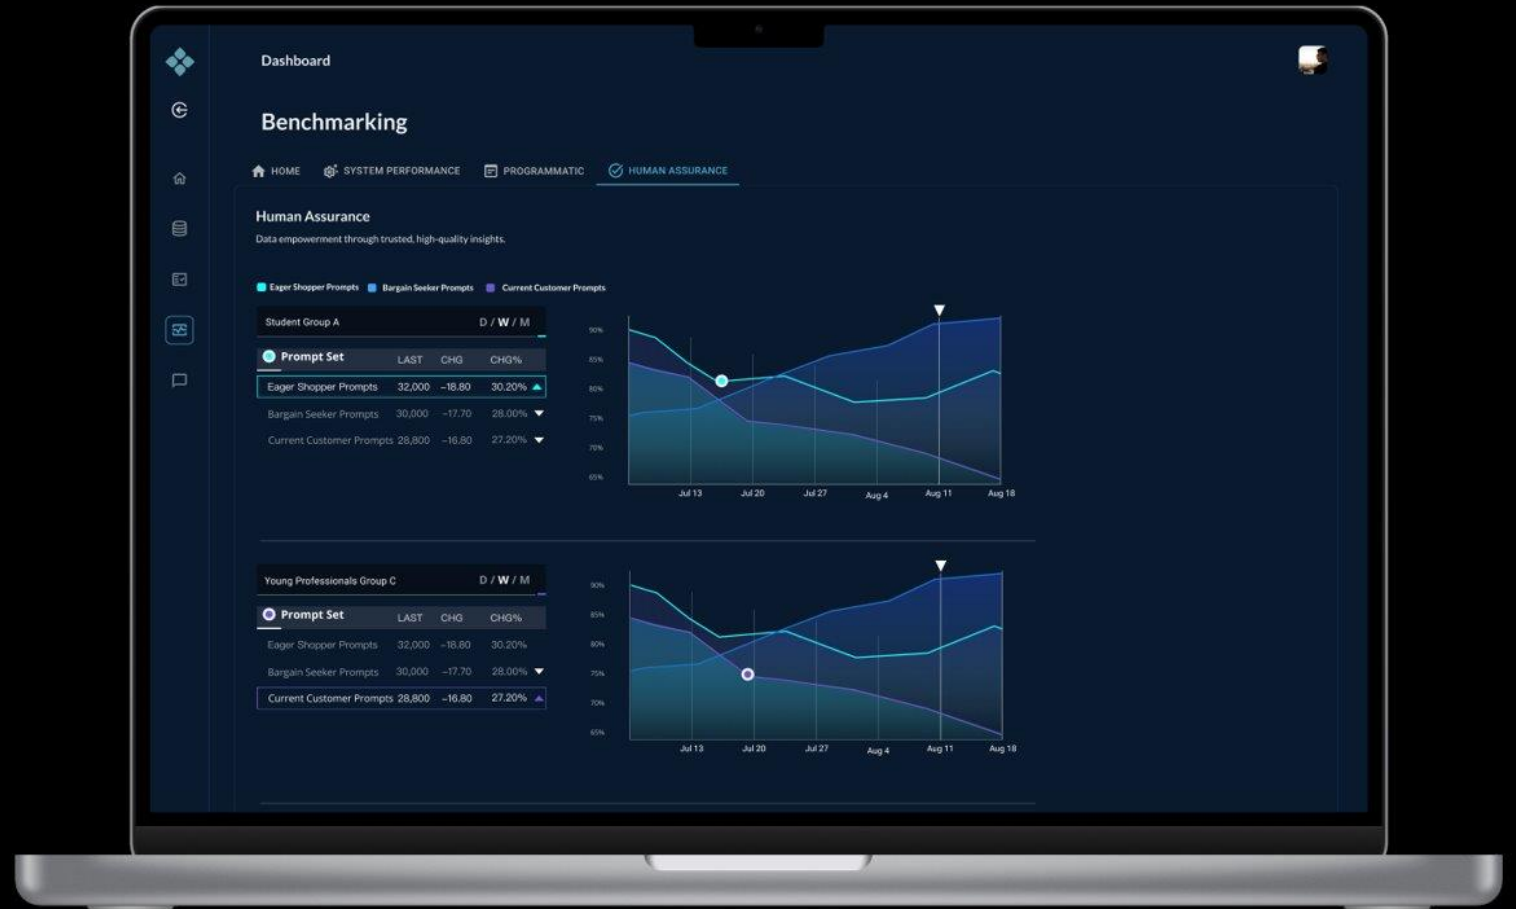 Dashboard
Benchmarking
HOME SYSTEM PERFORMANCE PROGRAMMATIC HUMAN ASSURANCE
Human Assurance
Data empowerment through trusted, high-quality insights.
Eager Shopper Prompts Bargain Seeker Prompts Current Customer Prompts
Student Group A D / W / M
Prompt Set LAST CHG CHG%
Eager Shopper Prompts 32,000 –18.80 30.20%
Bargain Seeker Prompts 30,000 –17.70 28.00%
Current Customer Prompts 28,800 –16.80 27.20%
90%
85%
80%
75%
70%
65%
Jul 13 Jul 20 Jul 27 Aug 4 Aug 11 Aug 18
Young Professionals Group C D / W / M
Prompt Set LAST CHG CHG%
Eager Shopper Prompts 32,000 –18.80 30.20%
Bargain Seeker Prompts 30,000 –17.70 28.00%
Current Customer Prompts 28,800 –16.80 27.20%
90%
85%
80%
75%
70%
65%
Jul 13 Jul 20 Jul 27 Aug 4 Aug 11 Aug 18